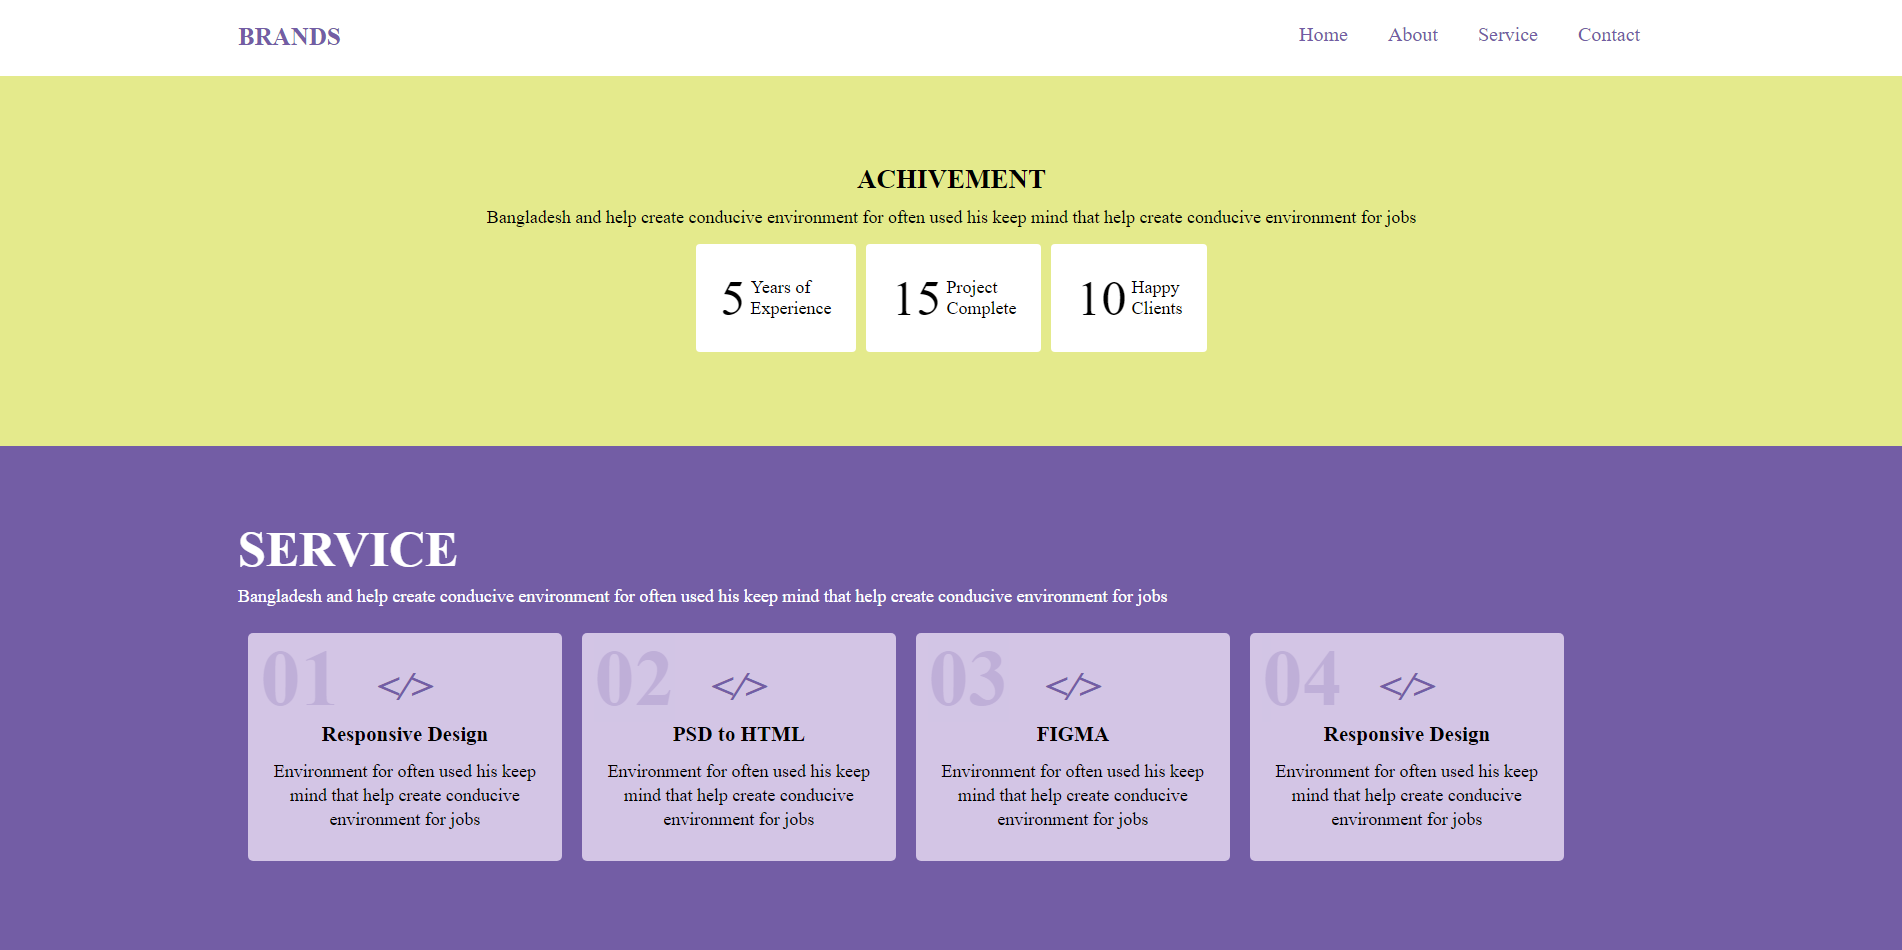 BRANDS
Home About Service Contact
ACHIVEMENT
Bangladesh and help create conducive environment for often used his keep mind that help create conducive environment for jobs
5
Years of
Experience
15
Project
Complete
10
Happy
Clients
SERVICE
Bangladesh and help create conducive environment for often used his keep mind that help create conducive environment for jobs
01
</>
Responsive Design
Environment for often used his keep
mind that help create conducive
environment for jobs
02
</>
PSD to HTML
Environment for often used his keep
mind that help create conducive
environment for jobs
03
</>
FIGMA
Environment for often used his keep
mind that help create conducive
environment for jobs
04
</>
Responsive Design
Environment for often used his keep
mind that help create conducive
environment for jobs